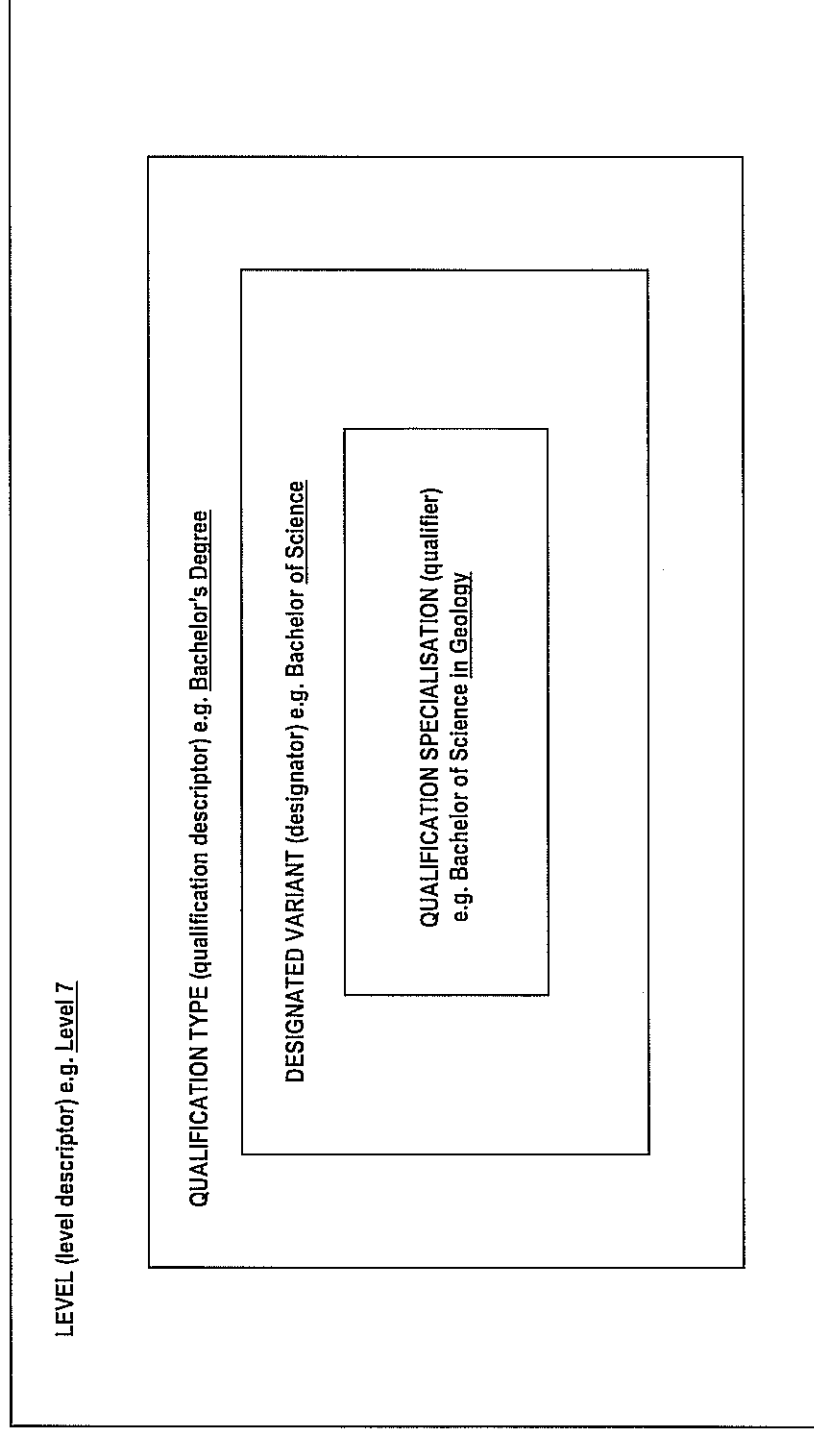 LEVEL (level descriptor) e.g. Level 7
QUALIFICATION TYPE (qualification descriptor) e.g. Bachelor's Degree
DESIGNATED VARIANT (designator) e.g. Bachelor of Science
QUALIFICATION SPECIALISATION (qualifier)
e.g. Bachelor of Science in Geology